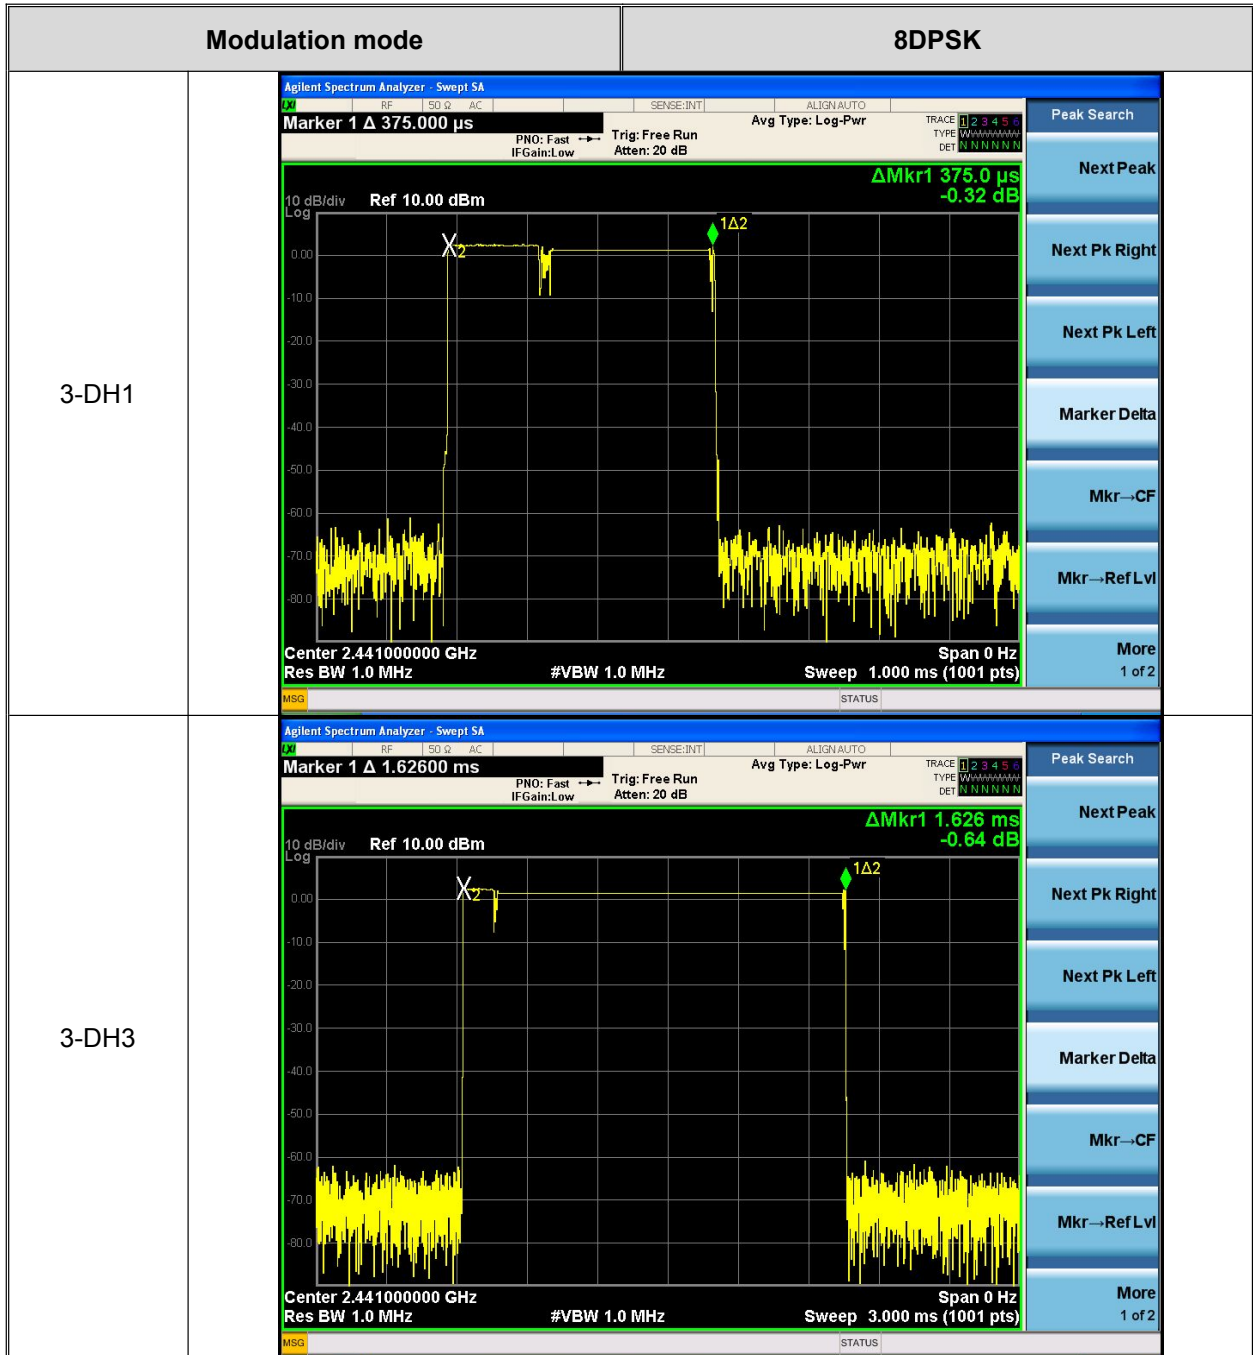 Modulation mode 8DPSK
3-DH1
Agilent Spectrum Analyzer - Swept SA
LXI RF 50 Ω AC SENSE:INT ALIGN AUTO
Marker 1 Δ 375.000 µs
Avg Type: Log-Pwr
TRACE 1 2 3 4 5 6
TYPE
DET N N N N N N
PNO: Fast
IFGain:Low
Trig: Free Run
Atten: 20 dB
Peak Search
ΔMkr1 375.0 µs
-0.32 dB
10 dB/div Ref 10.00 dBm
Log
1Δ2
X2
0.00
-10.0
-20.0
-30.0
-40.0
-50.0
-60.0
-70.0
-80.0
Center 2.441000000 GHz Span 0 Hz
Res BW 1.0 MHz #VBW 1.0 MHz Sweep 1.000 ms (1001 pts)
MSG STATUS
Next Peak
Next Pk Right
Next Pk Left
Marker Delta
Mkr→CF
Mkr→Ref Lvl
More
1 of 2
3-DH3
Agilent Spectrum Analyzer - Swept SA
LXI RF 50 Ω AC SENSE:INT ALIGN AUTO
Marker 1 Δ 1.62600 ms
Avg Type: Log-Pwr
TRACE 1 2 3 4 5 6
TYPE
DET N N N N N N
PNO: Fast
IFGain:Low
Trig: Free Run
Atten: 20 dB
Peak Search
ΔMkr1 1.626 ms
-0.64 dB
10 dB/div Ref 10.00 dBm
Log
1Δ2
X2
0.00
-10.0
-20.0
-30.0
-40.0
-50.0
-60.0
-70.0
-80.0
Center 2.441000000 GHz Span 0 Hz
Res BW 1.0 MHz #VBW 1.0 MHz Sweep 3.000 ms (1001 pts)
MSG STATUS
Next Peak
Next Pk Right
Next Pk Left
Marker Delta
Mkr→CF
Mkr→Ref Lvl
More
1 of 2